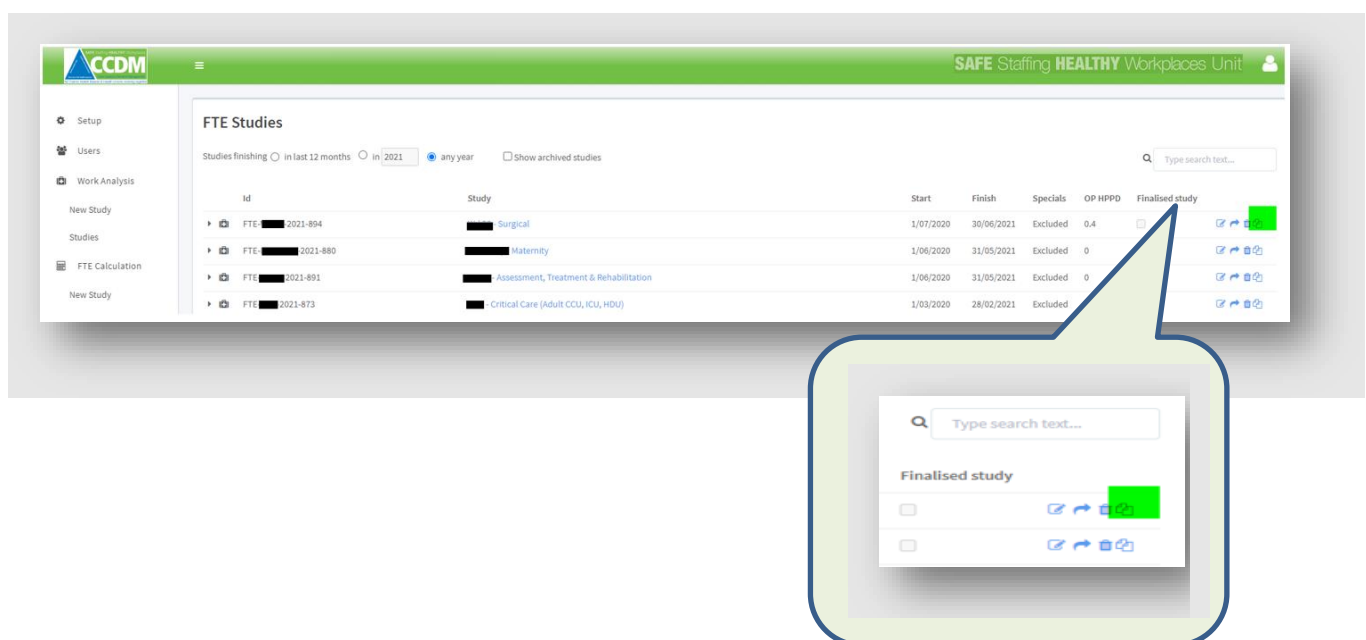 CCDM
SAFE Staffing HEALTHY Workplaces Unit
Setup
Users
Work Analysis
New Study
Studies
FTE Calculation
New Study
FTE Studies
Studies finishing in last 12 months in 2021 any year Show archived studies
Type search text...
Id Study Start Finish Specials OP HPPD Finalised study
FTE- -2021-894 - Surgical 1/07/2020 30/06/2021 Excluded 0.4
FTE- -2021-880 Maternity 1/06/2020 31/05/2021 Excluded 0
FTE 2021-891 - Assessment, Treatment & Rehabilitation 1/06/2020 31/05/2021 Excluded 0
FTE 2021-873 - Critical Care (Adult CCU, ICU, HDU) 1/03/2020 28/02/2021 Excluded
Type search text...
Finalised study